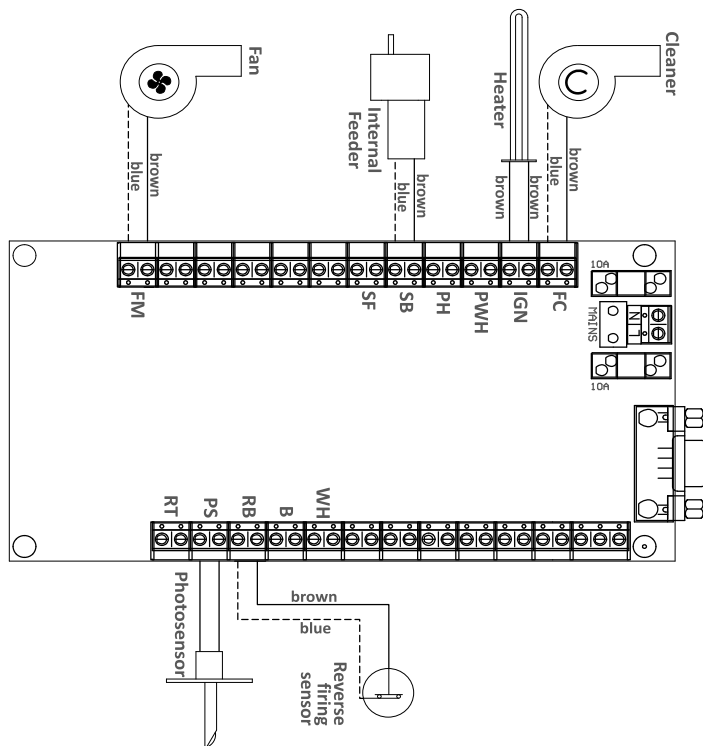 Fan
brown
blue
Internal
Feeder
brown
blue
Heater
brown
brown
Cleaner
brown
blue
FM
SF
SB
PH
PWH
IGN
FC
10A
MAINS
L
N
10A
RT
PS
RB
B
WH
Photosensor
brown
blue
Reverse
firing
sensor